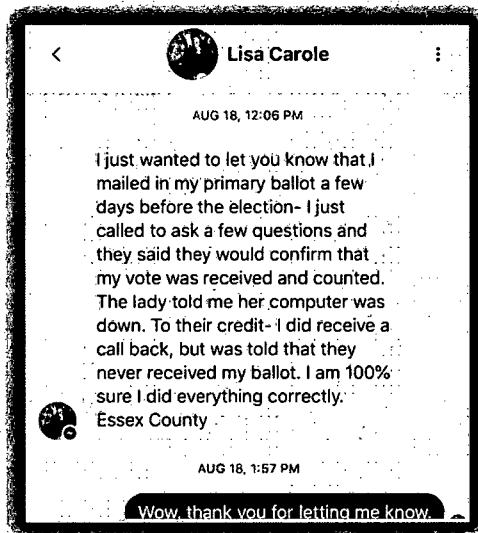 Lisa Carole
AUG 18, 12:06 PM
I just wanted to let you know that I
mailed in my primary ballot a few
days before the election- I just
called to ask a few questions and
they said they would confirm that
my vote was received and counted.
The lady told me her computer was
down. To their credit- I did receive a
call back, but was told that they
never received my ballot. I am 100%
sure I did everything correctly.
Essex County
AUG 18, 1:57 PM
Wow, thank you for letting me know.